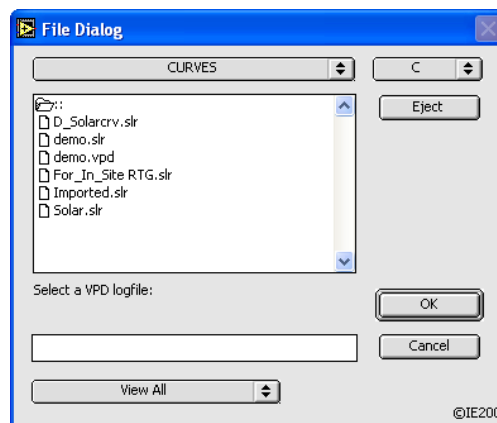 File Dialog
CURVES
C
::
D_Solarcrv.slr
demo.slr
demo.vpd
For_In_Site RTG.slr
Imported.slr
Solar.slr
Eject
Select a VPD logfile:
OK
Cancel
View All
©IE200